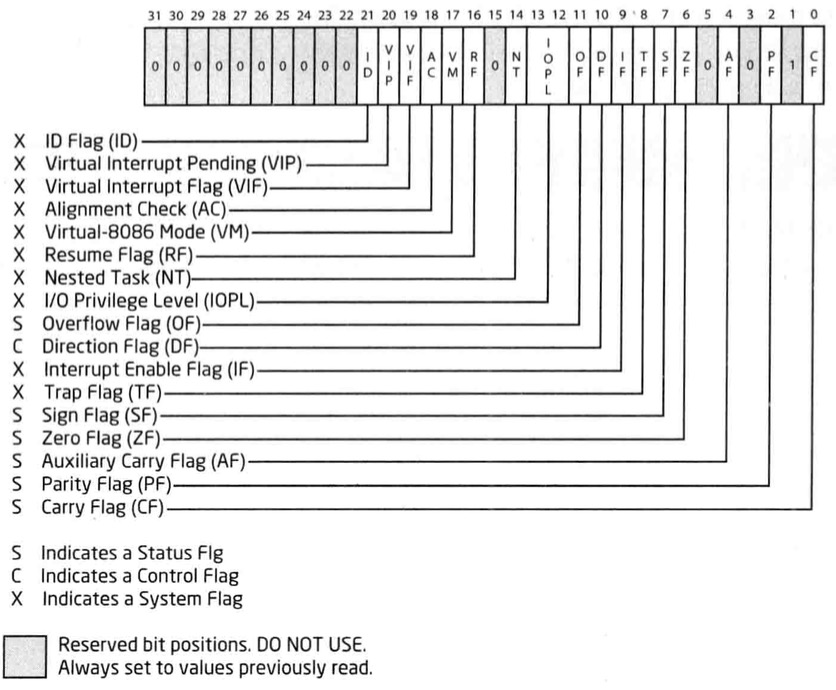 31 30 29 28 27 26 25 24 23 22 21 20 19 18 17 16 15 14 13 12 11 10 9 8 7 6 5 4 3 2 1 0
0 0 0 0 0 0 0 0 0 0 ID VIP VIF AC VM RF 0 NT IOPL OF DF IF TF SF ZF 0 AF 0 PF 1 CF
X ID Flag (ID)
X Virtual Interrupt Pending (VIP)
X Virtual Interrupt Flag (VIF)
X Alignment Check (AC)
X Virtual-8086 Mode (VM)
X Resume Flag (RF)
X Nested Task (NT)
X I/O Privilege Level (IOPL)
S Overflow Flag (OF)
C Direction Flag (DF)
X Interrupt Enable Flag (IF)
X Trap Flag (TF)
S Sign Flag (SF)
S Zero Flag (ZF)
S Auxiliary Carry Flag (AF)
S Parity Flag (PF)
S Carry Flag (CF)
S Indicates a Status Flg
C Indicates a Control Flag
X Indicates a System Flag
Reserved bit positions. DO NOT USE.
Always set to values previously read.